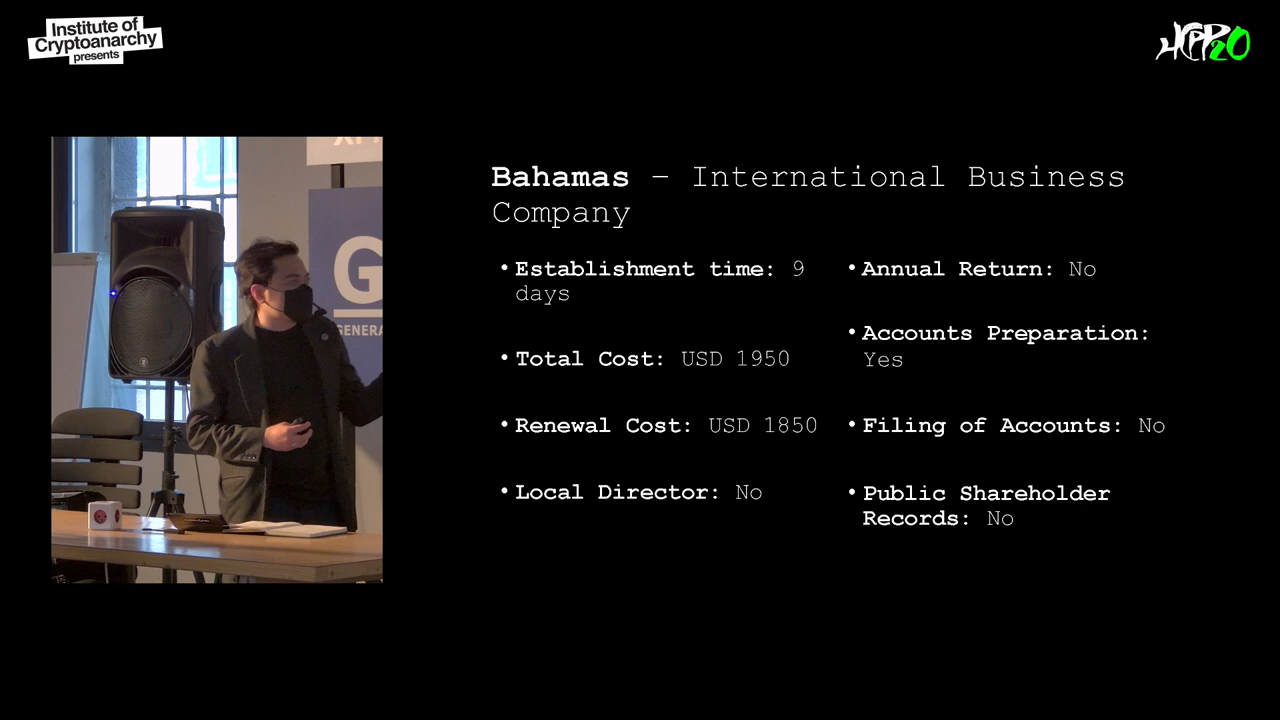 Institute of
Cryptoanarchy
presents
HCPP20
G
GENERA
Bahamas – International Business
Company
• Establishment time: 9
days
• Total Cost: USD 1950
• Renewal Cost: USD 1850
• Local Director: No
• Annual Return: No
• Accounts Preparation:
Yes
• Filing of Accounts: No
• Public Shareholder
Records: No